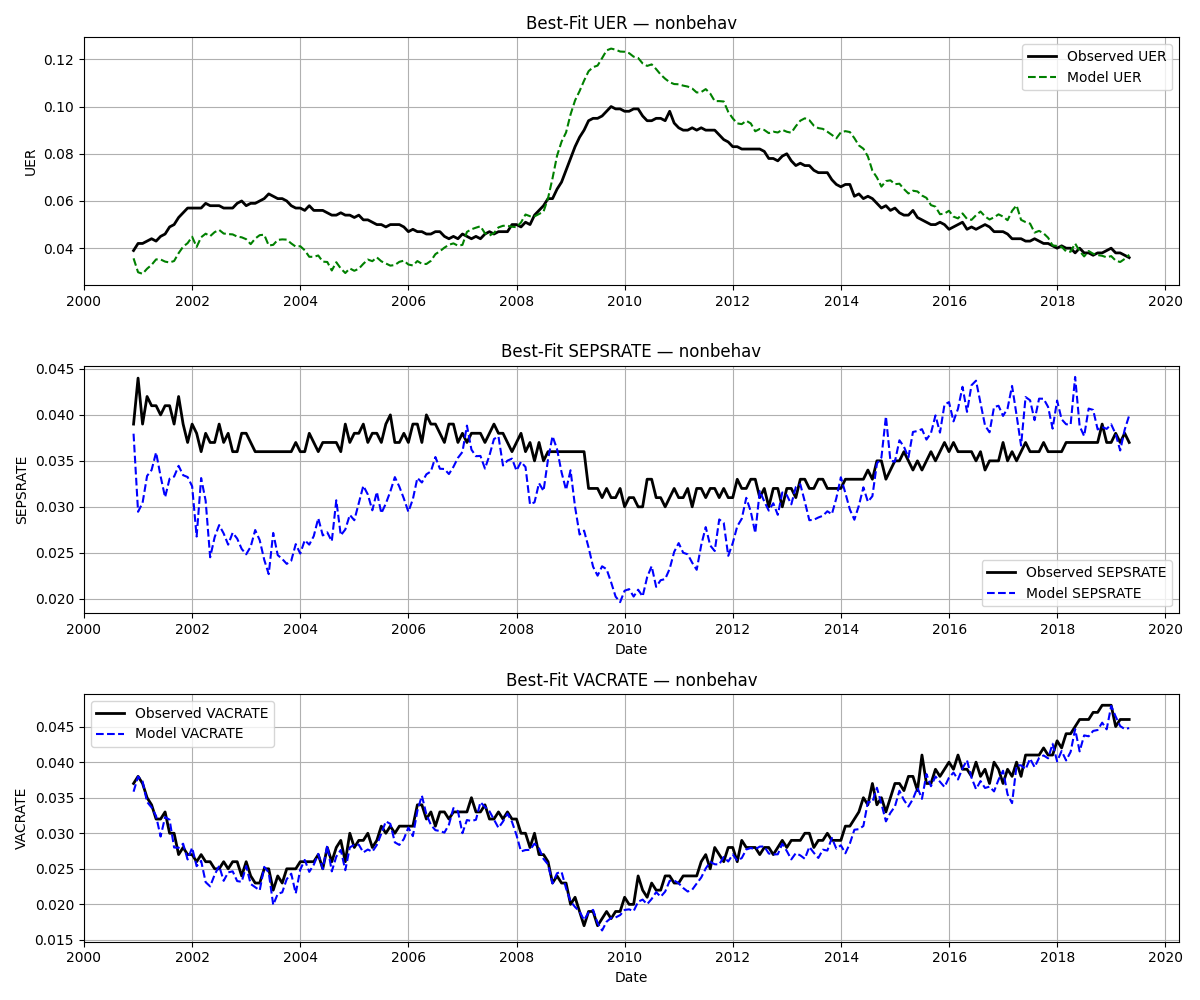 Best-Fit UER — nonbehav
UER
0.12
0.10
0.08
0.06
0.04
Observed UER
Model UER
2000 2002 2004 2006 2008 2010 2012 2014 2016 2018 2020
Best-Fit SEPSRATE — nonbehav
SEPSRATE
0.045
0.040
0.035
0.030
0.025
0.020
Observed SEPSRATE
Model SEPSRATE
2000 2002 2004 2006 2008 2010 2012 2014 2016 2018 2020
Date
Best-Fit VACRATE — nonbehav
VACRATE
Observed VACRATE
Model VACRATE
0.045
0.040
0.035
0.030
0.025
0.020
0.015
2000 2002 2004 2006 2008 2010 2012 2014 2016 2018 2020
Date